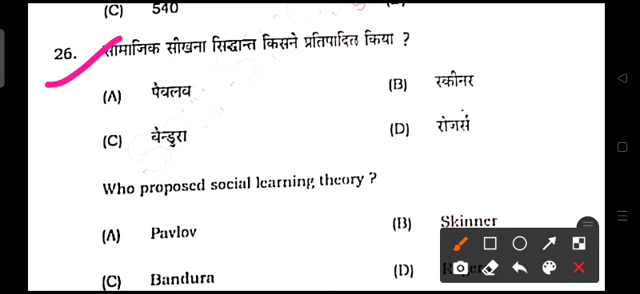 (C) 540
26. सामाजिक सीखना सिद्धान्त किसने प्रतिपादित किया ?
(A) पैवलव (B) स्कीनर
(C) वेन्डुरा (D) रोजर्स
Who proposed social learning theory ?
(A) Pavlov (B) Skinner
(C) Bandura (D)